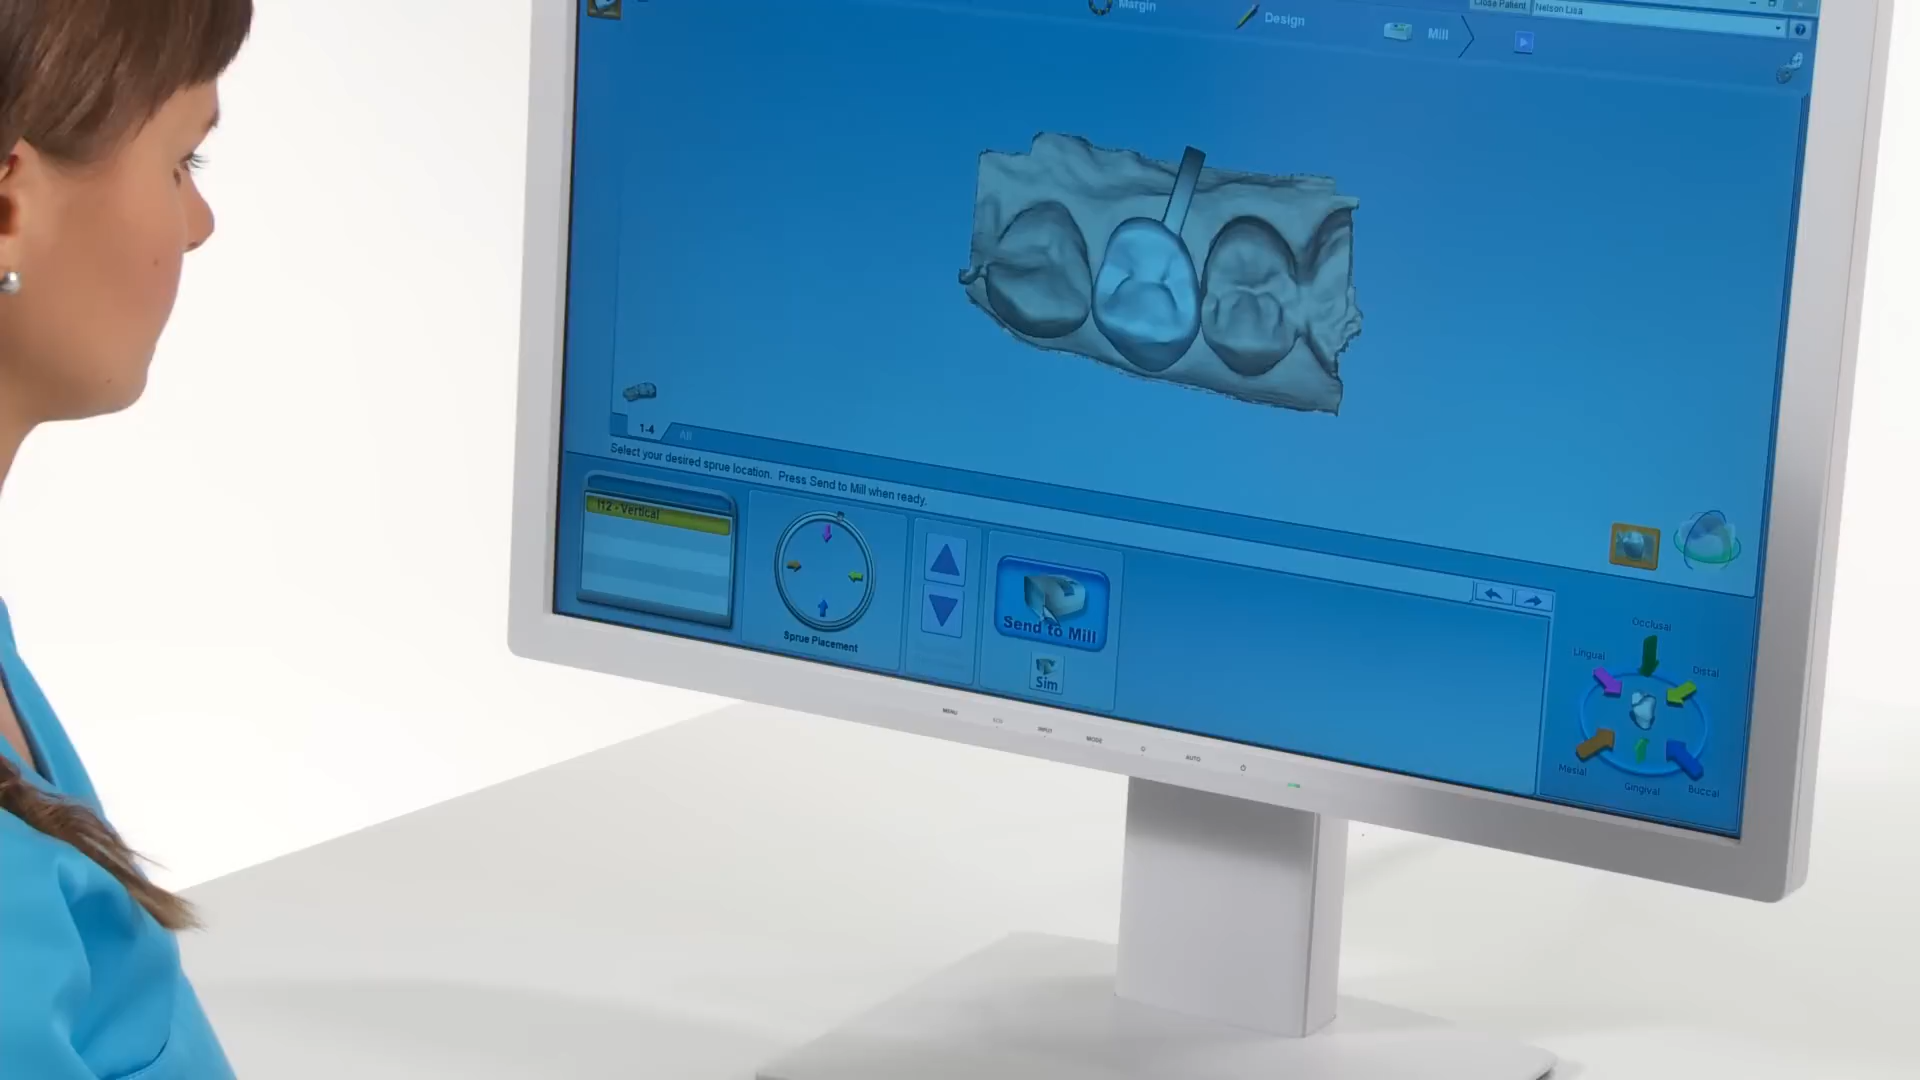 Margin
Design
Mill
Close Patient
Nelson Lisa
1-4
All
Select your desired sprue location. Press Send to Mill when ready.
I12 - Vertical
Sprue Placement
Send to Mill
Sim
Occlusal
Lingual
Distal
Mesial
Gingival
Buccal
MENU
INPUT
MODE
AUTO